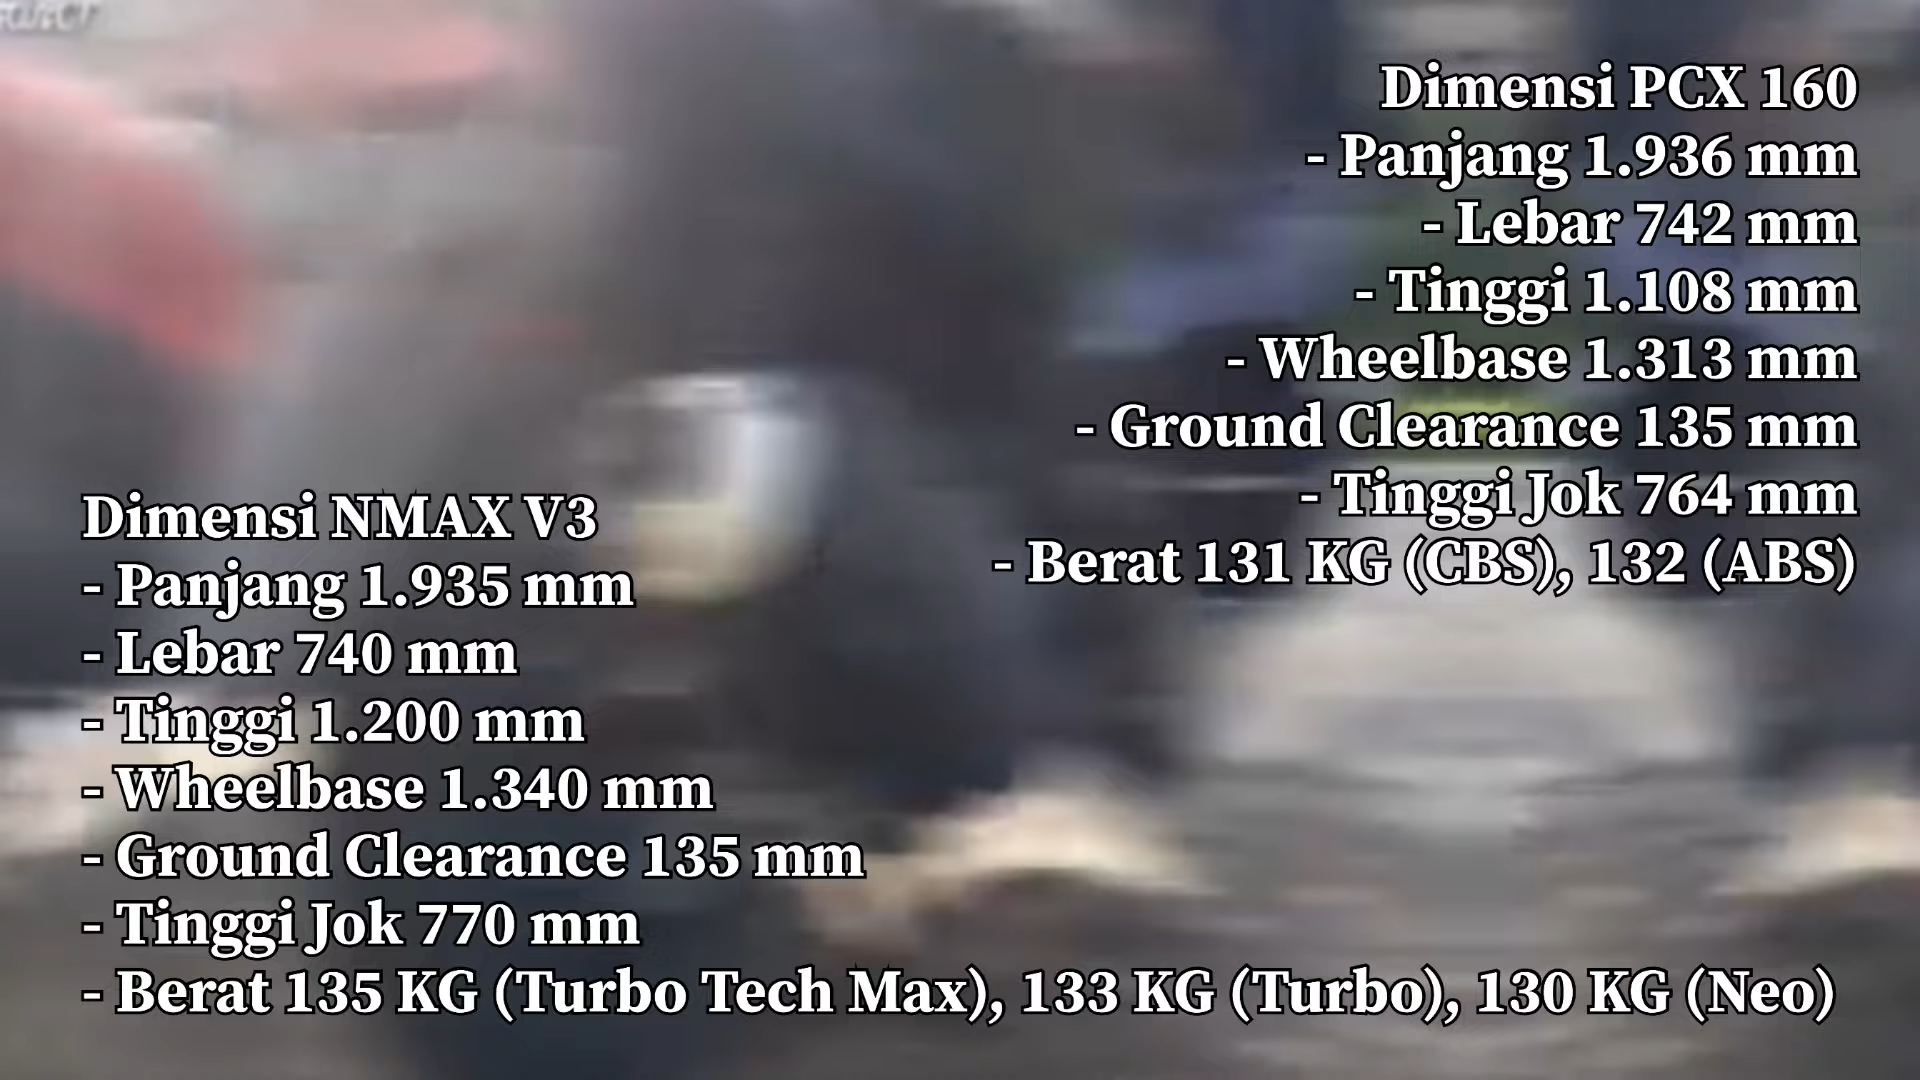 Dimensi PCX 160
- Panjang 1.936 mm
- Lebar 742 mm
- Tinggi 1.108 mm
- Wheelbase 1.313 mm
- Ground Clearance 135 mm
- Tinggi Jok 764 mm
- Berat 131 KG (CBS), 132 (ABS)
Dimensi NMAX V3
- Panjang 1.935 mm
- Lebar 740 mm
- Tinggi 1.200 mm
- Wheelbase 1.340 mm
- Ground Clearance 135 mm
- Tinggi Jok 770 mm
- Berat 135 KG (Turbo Tech Max), 133 KG (Turbo), 130 KG (Neo)